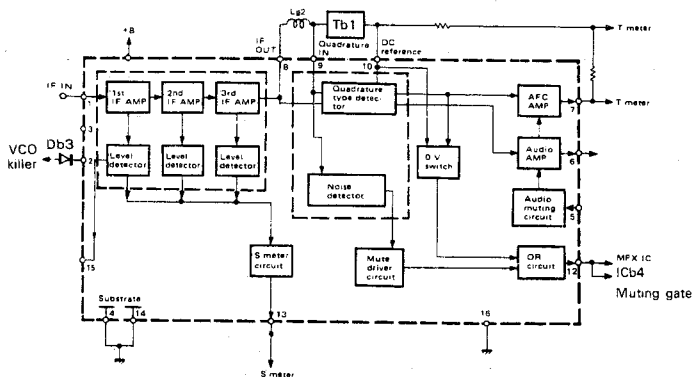 +B
Lg2
Tb1
T meter
IF
OUT
8
Quadrature
IN
9
DC
reference
10
IF IN
1
1st
IF AMP
2nd
IF AMP
3rd
IF AMP
Quadrature
type detec-
tor
AFC
AMP
7
T meter
3
VCO
killer
Db3
2
Level
detector
Level
detector
Level
detector
0 V
switch
Audio
AMP
6
Noise
detector
Audio
muting
circuit
5
15
S meter
circuit
Mute
driver
circuit
OR
circuit
12
MPX IC
ICb4
Muting gate
Substrate
4
14
13
16
S meter